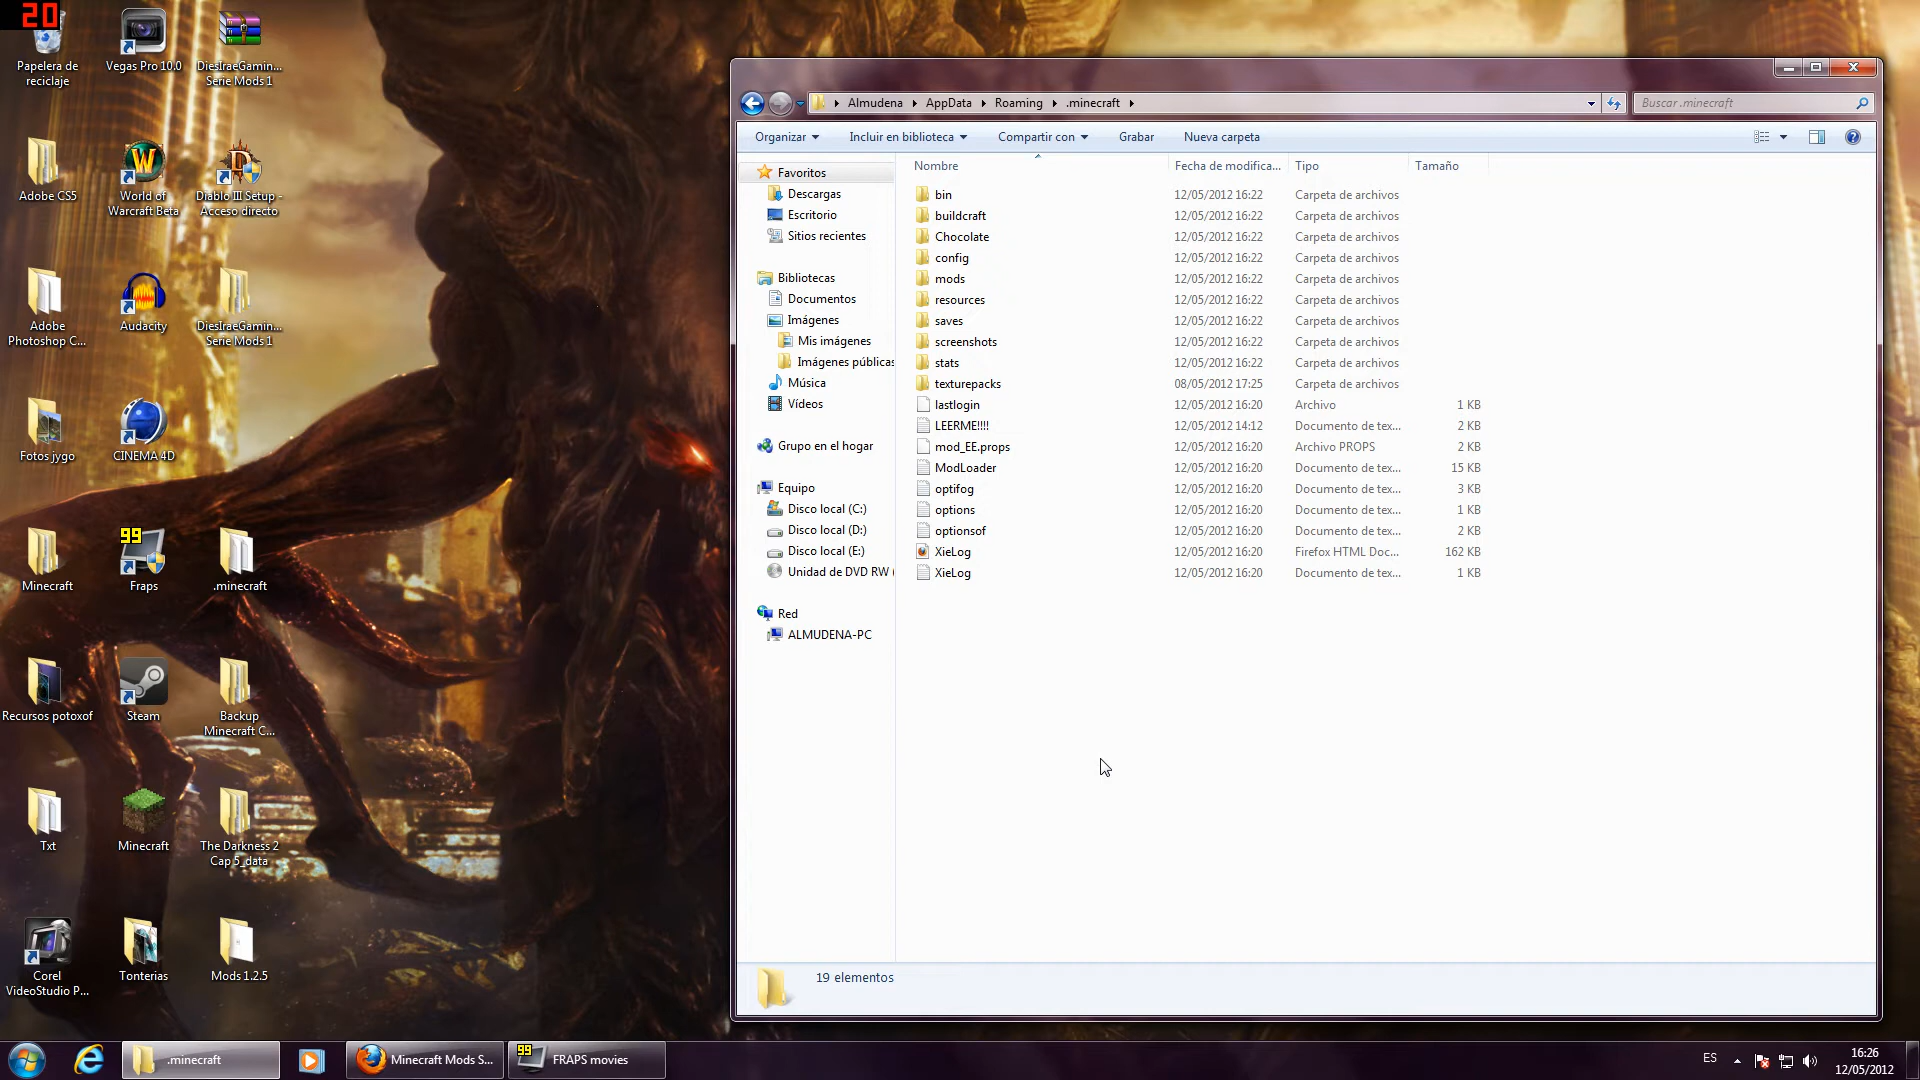 20
Papelera de
reciclaje
Vegas Pro 10.0
DiesIraeGamin...
Serie Mods 1
Adobe CS5
World of
Warcraft Beta
Diablo III Setup -
Acceso directo
Adobe
Photoshop C...
Audacity
DiesIraeGamin...
Serie Mods 1
Fotos jygo
CINEMA 4D
Minecraft
99
Fraps
.minecraft
Recursos potoxof
Steam
Backup
Minecraft C...
Txt
Minecraft
The Darkness 2
Cap 5_data
Corel
VideoStudio P...
Tonterias
Mods 1.2.5
Almudena AppData Roaming .minecraft
Buscar .minecraft
Organizar Incluir en biblioteca Compartir con Grabar Nueva carpeta
Favoritos
Descargas
Escritorio
Sitios recientes
Bibliotecas
Documentos
Imágenes
Mis imágenes
Imágenes públicas
Música
Vídeos
Grupo en el hogar
Equipo
Disco local (C:)
Disco local (D:)
Disco local (E:)
Unidad de DVD RW (
Red
ALMUDENA-PC
Nombre Fecha de modifica... Tipo Tamaño
bin 12/05/2012 16:22 Carpeta de archivos
buildcraft 12/05/2012 16:22 Carpeta de archivos
Chocolate 12/05/2012 16:22 Carpeta de archivos
config 12/05/2012 16:22 Carpeta de archivos
mods 12/05/2012 16:22 Carpeta de archivos
resources 12/05/2012 16:22 Carpeta de archivos
saves 12/05/2012 16:22 Carpeta de archivos
screenshots 12/05/2012 16:22 Carpeta de archivos
stats 12/05/2012 16:22 Carpeta de archivos
texturepacks 08/05/2012 17:25 Carpeta de archivos
lastlogin 12/05/2012 16:20 Archivo 1 KB
LEERME!!!! 12/05/2012 14:12 Documento de tex... 2 KB
mod_EE.props 12/05/2012 16:20 Archivo PROPS 2 KB
ModLoader 12/05/2012 16:20 Documento de tex... 15 KB
optifog 12/05/2012 16:20 Documento de tex... 3 KB
options 12/05/2012 16:20 Documento de tex... 1 KB
optionsof 12/05/2012 16:20 Documento de tex... 2 KB
XieLog 12/05/2012 16:20 Firefox HTML Doc... 162 KB
XieLog 12/05/2012 16:20 Documento de tex... 1 KB
19 elementos
.minecraft
Minecraft Mods S...
99 FRAPS movies
ES
16:26
12/05/2012